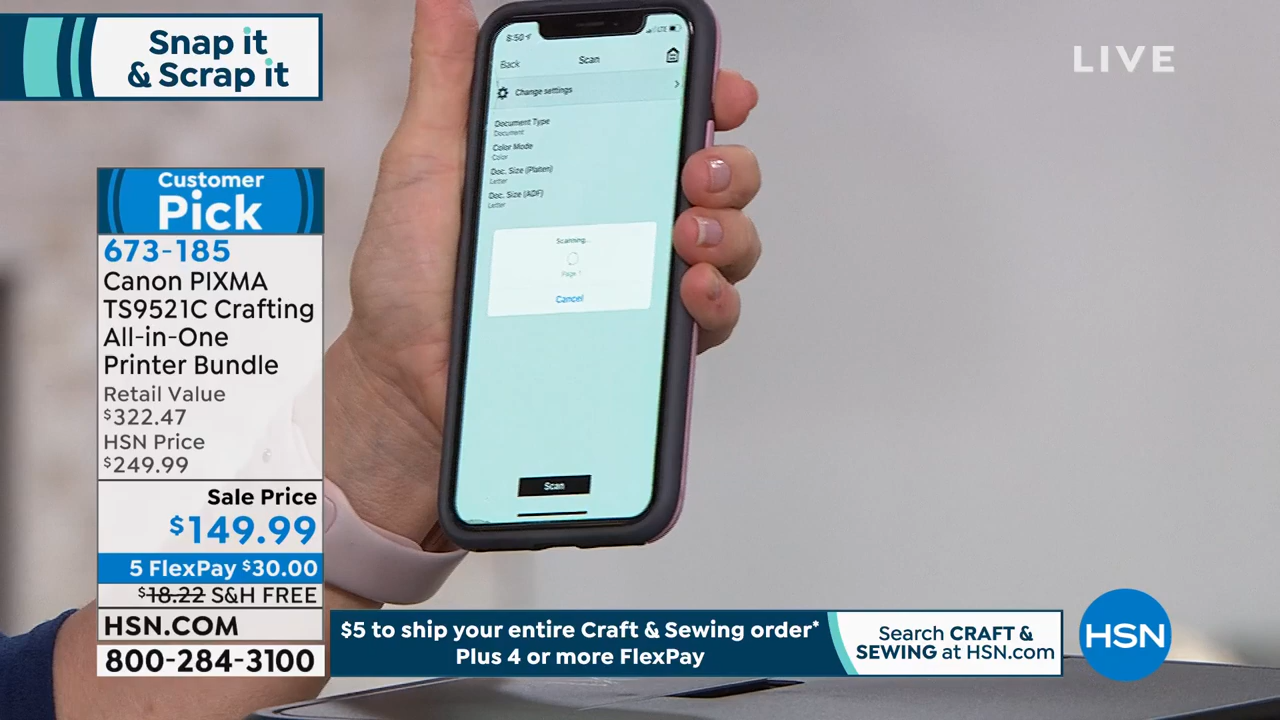 Snap it
& Scrap it
LIVE
8:50
LTE
Back
Scan
Change settings
Document Type
Document
Color Mode
Color
Doc. Size (Platen)
Letter
Doc. Size (ADF)
Letter
Scanning...
Page 1
Cancel
Scan
Customer
Pick
673-185
Canon PIXMA
TS9521C Crafting
All-in-One
Printer Bundle
Retail Value
$322.47
HSN Price
$249.99
Sale Price
$149.99
5 FlexPay $30.00
$18.22 S&H FREE
HSN.COM
800-284-3100
$5 to ship your entire Craft & Sewing order*
Plus 4 or more FlexPay
Search CRAFT &
SEWING at HSN.com
HSN